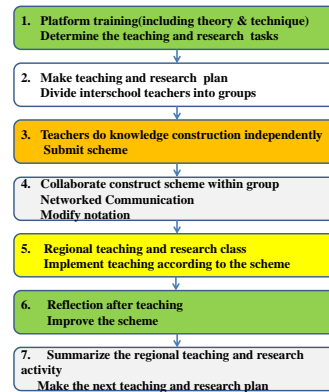 1. Platform training(including theory & technique)
Determine the teaching and research tasks
2. Make teaching and research plan
Divide interschool teachers into groups
3. Teachers do knowledge construction independently
Submit scheme
4. Collaborate construct scheme within group
Networked Communication
Modify notation
5. Regional teaching and research class
Implement teaching according to the scheme
6. Reflection after teaching
Improve the scheme
7. Summarize the regional teaching and research
activity
Make the next teaching and research plan